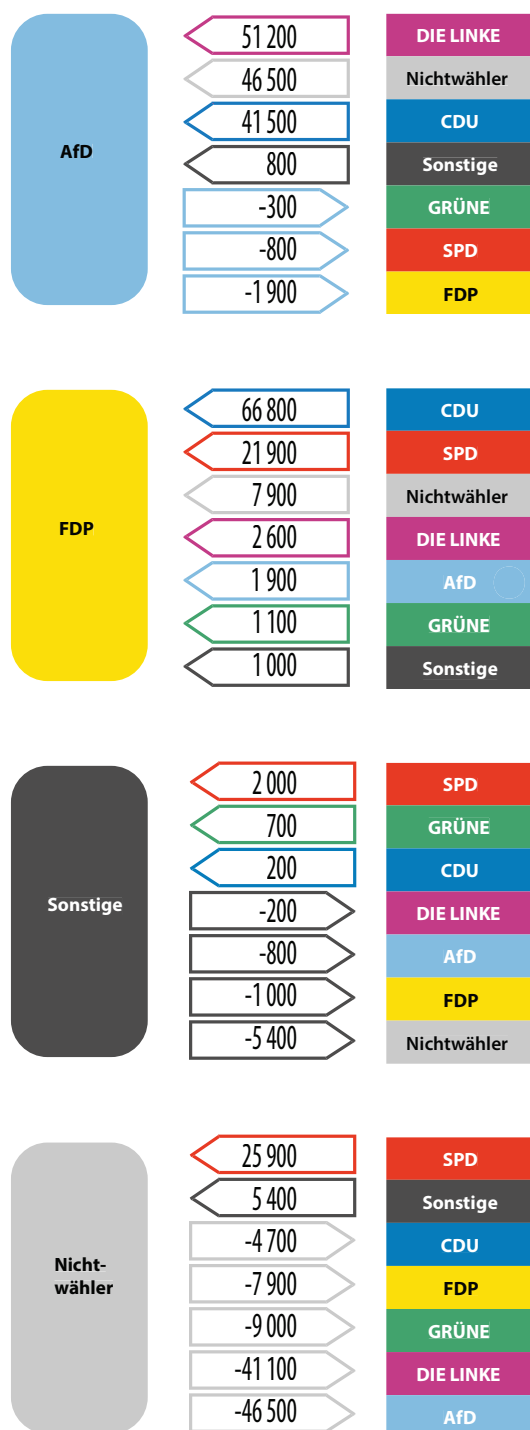 51 200 DIE LINKE
46 500 Nichtwähler
41 500 CDU
AfD
800 Sonstige
-300 GRÜNE
-800 SPD
-1 900 FDP
66 800 CDU
21 900 SPD
7 900 Nichtwähler
FDP
2 600 DIE LINKE
1 900 AfD
1 100 GRÜNE
1 000 Sonstige
2 000 SPD
700 GRÜNE
200 CDU
Sonstige
-200 DIE LINKE
-800 AfD
-1 000 FDP
-5 400 Nichtwähler
25 900 SPD
5 400 Sonstige
-4 700 CDU
Nicht-
wähler
-7 900 FDP
-9 000 GRÜNE
-41 100 DIE LINKE
-46 500 AfD